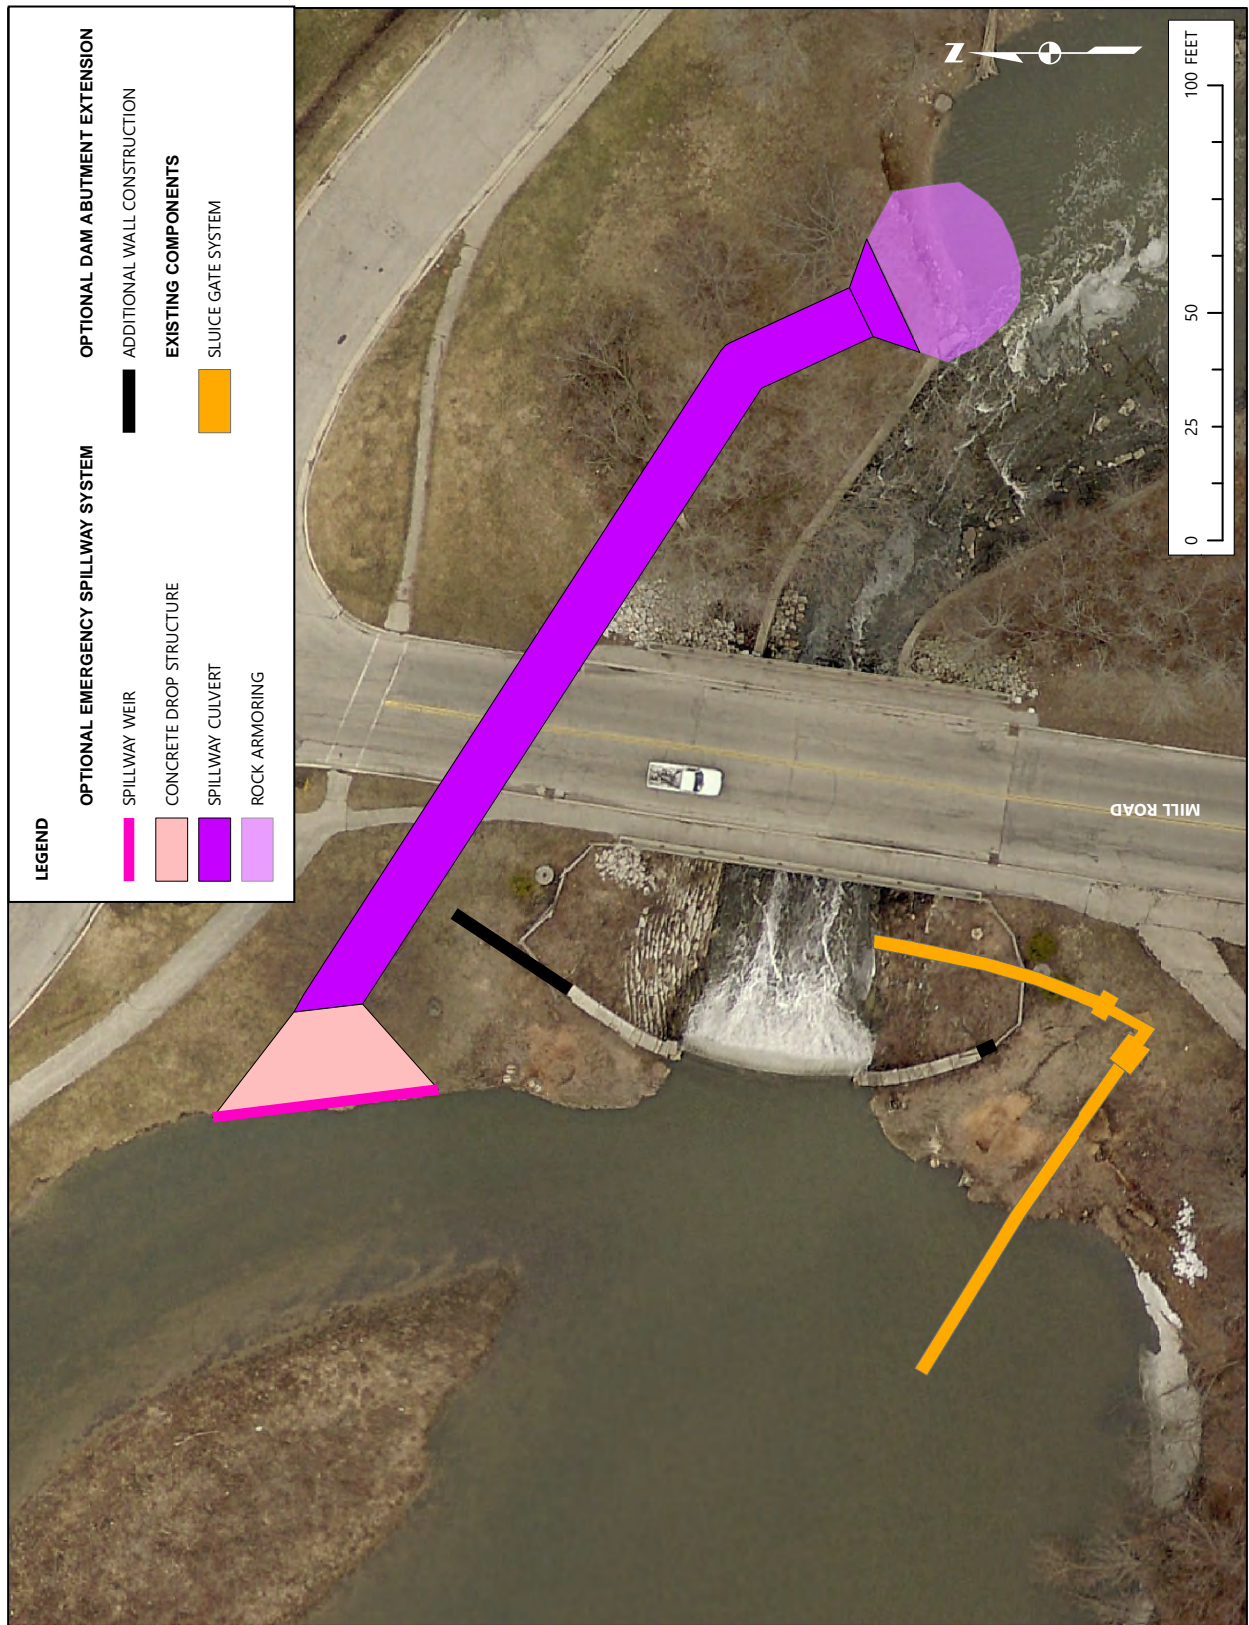 LEGEND
OPTIONAL EMERGENCY SPILLWAY SYSTEM
SPILLWAY WEIR
CONCRETE DROP STRUCTURE
SPILLWAY CULVERT
ROCK ARMORING
OPTIONAL DAM ABUTMENT EXTENSION
ADDITIONAL WALL CONSTRUCTION
EXISTING COMPONENTS
SLUICE GATE SYSTEM
Z
MILL ROAD
0 25 50 100 FEET